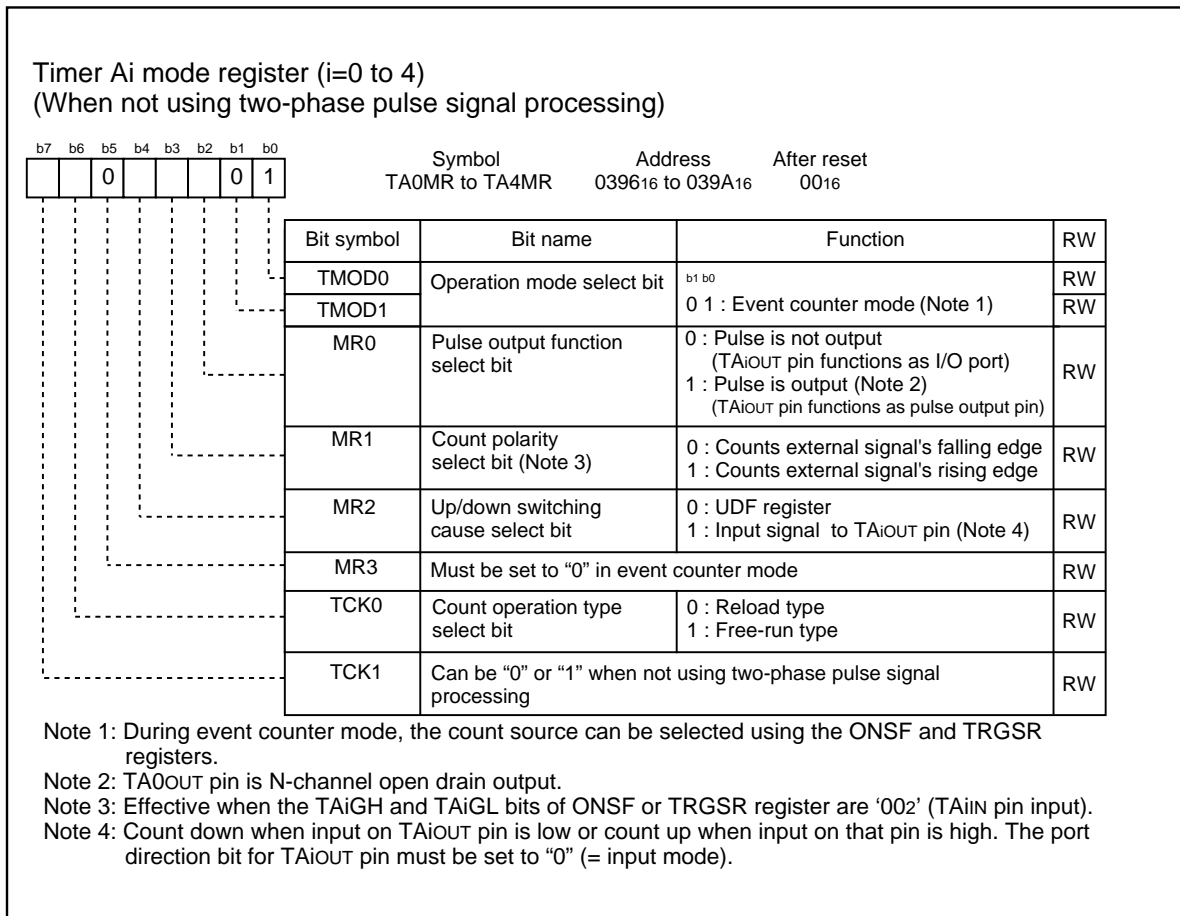 Timer Ai mode register (i=0 to 4)
(When not using two-phase pulse signal processing)
b7 b6 b5 b4 b3 b2 b1 b0
0 0 1
Symbol Address After reset
TA0MR to TA4MR 039616 to 039A16 0016
Bit symbol Bit name Function RW
TMOD0 Operation mode select bit b1 b0 RW
TMOD1 0 1 : Event counter mode (Note 1) RW
MR0 Pulse output function 0 : Pulse is not output
select bit (TAiOUT pin functions as I/O port) RW
1 : Pulse is output (Note 2)
(TAiOUT pin functions as pulse output pin)
MR1 Count polarity 0 : Counts external signal's falling edge RW
select bit (Note 3) 1 : Counts external signal's rising edge
MR2 Up/down switching 0 : UDF register RW
cause select bit 1 : Input signal to TAiOUT pin (Note 4)
MR3 Must be set to “0” in event counter mode RW
TCK0 Count operation type 0 : Reload type RW
select bit 1 : Free-run type
TCK1 Can be “0” or “1” when not using two-phase pulse signal RW
processing
Note 1: During event counter mode, the count source can be selected using the ONSF and TRGSR
registers.
Note 2: TA0OUT pin is N-channel open drain output.
Note 3: Effective when the TAiGH and TAiGL bits of ONSF or TRGSR register are ‘002’ (TAiIN pin input).
Note 4: Count down when input on TAiOUT pin is low or count up when input on that pin is high. The port
direction bit for TAiOUT pin must be set to “0” (= input mode).